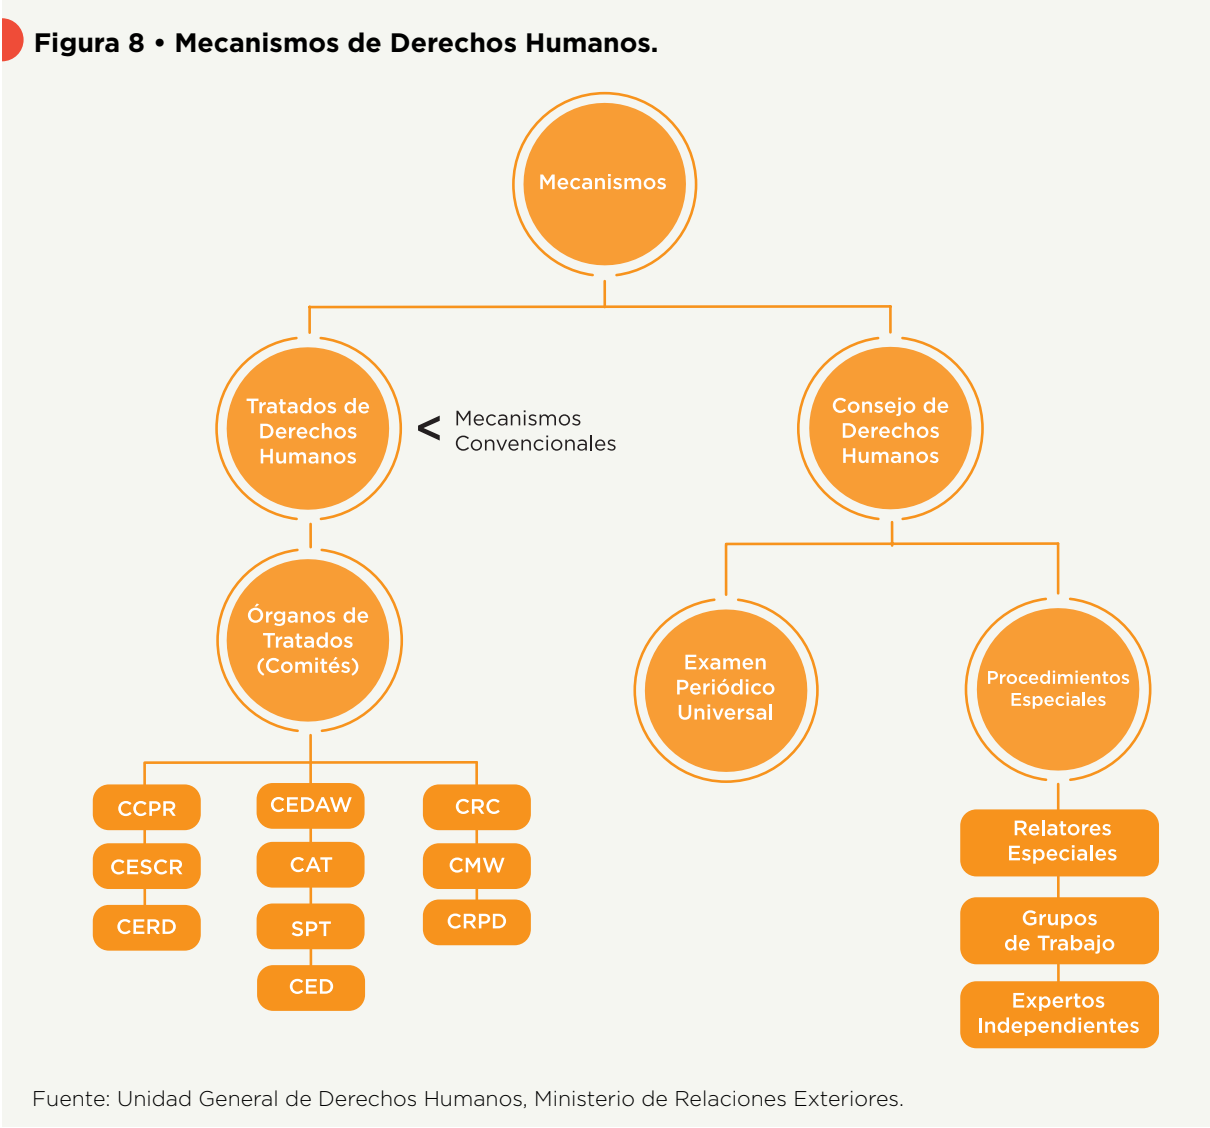 Figura 8 • Mecanismos de Derechos Humanos.
Mecanismos
Tratados de
Derechos
Humanos
< Mecanismos
Convencionales
Consejo de
Derechos
Humanos
Órganos de
Tratados
(Comités)
Examen
Periódico
Universal
Procedimientos
Especiales
CCPR
CESCR
CERD
CEDAW
CAT
SPT
CED
CRC
CMW
CRPD
Relatores
Especiales
Grupos
de Trabajo
Expertos
Independientes
Fuente: Unidad General de Derechos Humanos, Ministerio de Relaciones Exteriores.